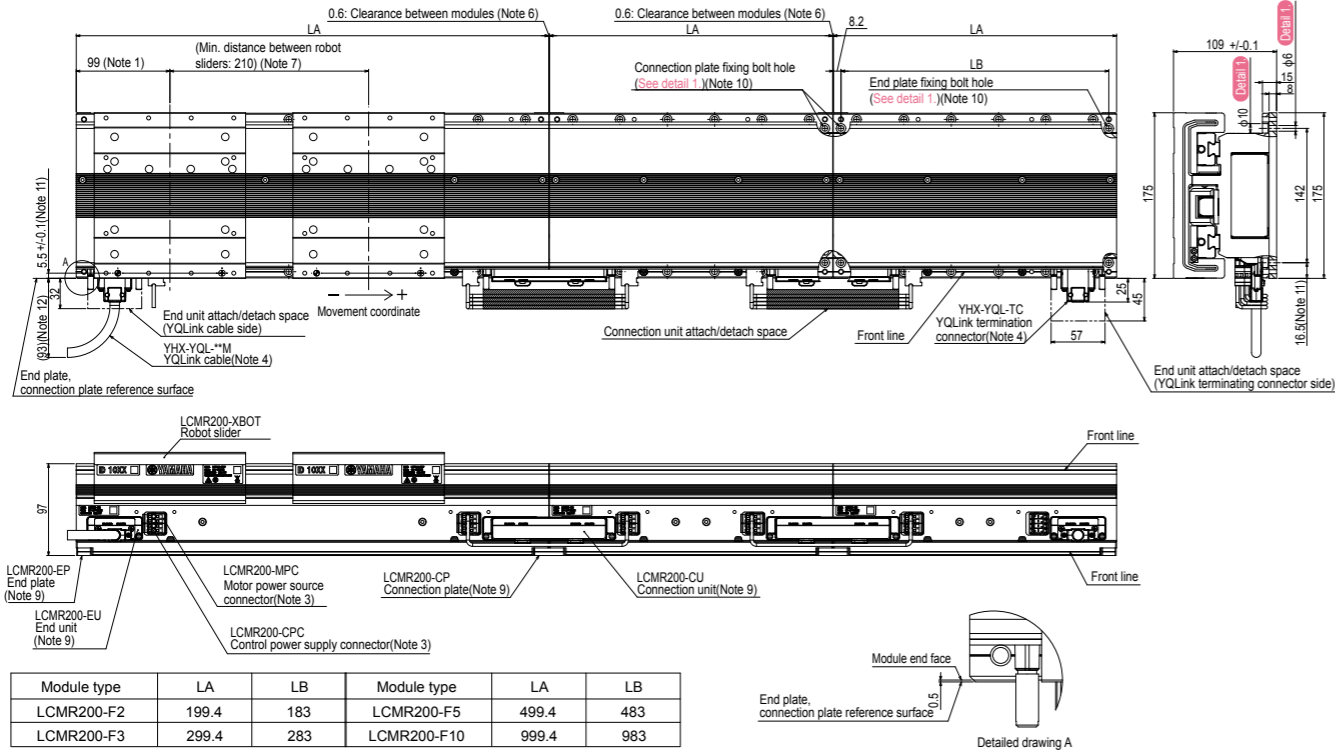 0.6: Clearance between modules (Note 6)
0.6: Clearance between modules (Note 6)
LA
LA
8.2
LA
99 (Note 1)
(Min. distance between robot
sliders: 210) (Note 7)
Connection plate fixing bolt hole
(See detail 1.)(Note 10)
LB
End plate fixing bolt hole
(See detail 1.)(Note 10)
109 +/-0.1
Detail 1.
Detail 1.
φ6
15
8
φ10
175
142
175
16.5(Note 11)
5.5 +/-0.1(Note 11)
A
32
(93)(Note 12)
End unit attach/detach space
(YQLink cable side)
YHX-YQL-**M
YQLink cable(Note 4)
End plate,
connection plate reference surface
− +
Movement coordinate
Connection unit attach/detach space
Front line
YHX-YQL-TC
YQLink termination
connector(Note 4)
25
45
57
End unit attach/detach space
(YQLink terminating connector side)
LCMR200-XBOT
Robot slider
ID 10XX
YAMAHA
ID 10XX
YAMAHA
Front line
97
LCMR200-EP
End plate
(Note 9)
LCMR200-EU
End unit
(Note 9)
LCMR200-MPC
Motor power source
connector(Note 3)
LCMR200-CPC
Control power supply connector(Note 3)
LCMR200-CP
Connection plate(Note 9)
LCMR200-CU
Connection unit(Note 9)
Front line
Module type LA LB Module type LA LB
LCMR200-F2 199.4 183 LCMR200-F5 499.4 483
LCMR200-F3 299.4 283 LCMR200-F10 999.4 983
Module end face
End plate,
connection plate reference surface
0.5
Detailed drawing A